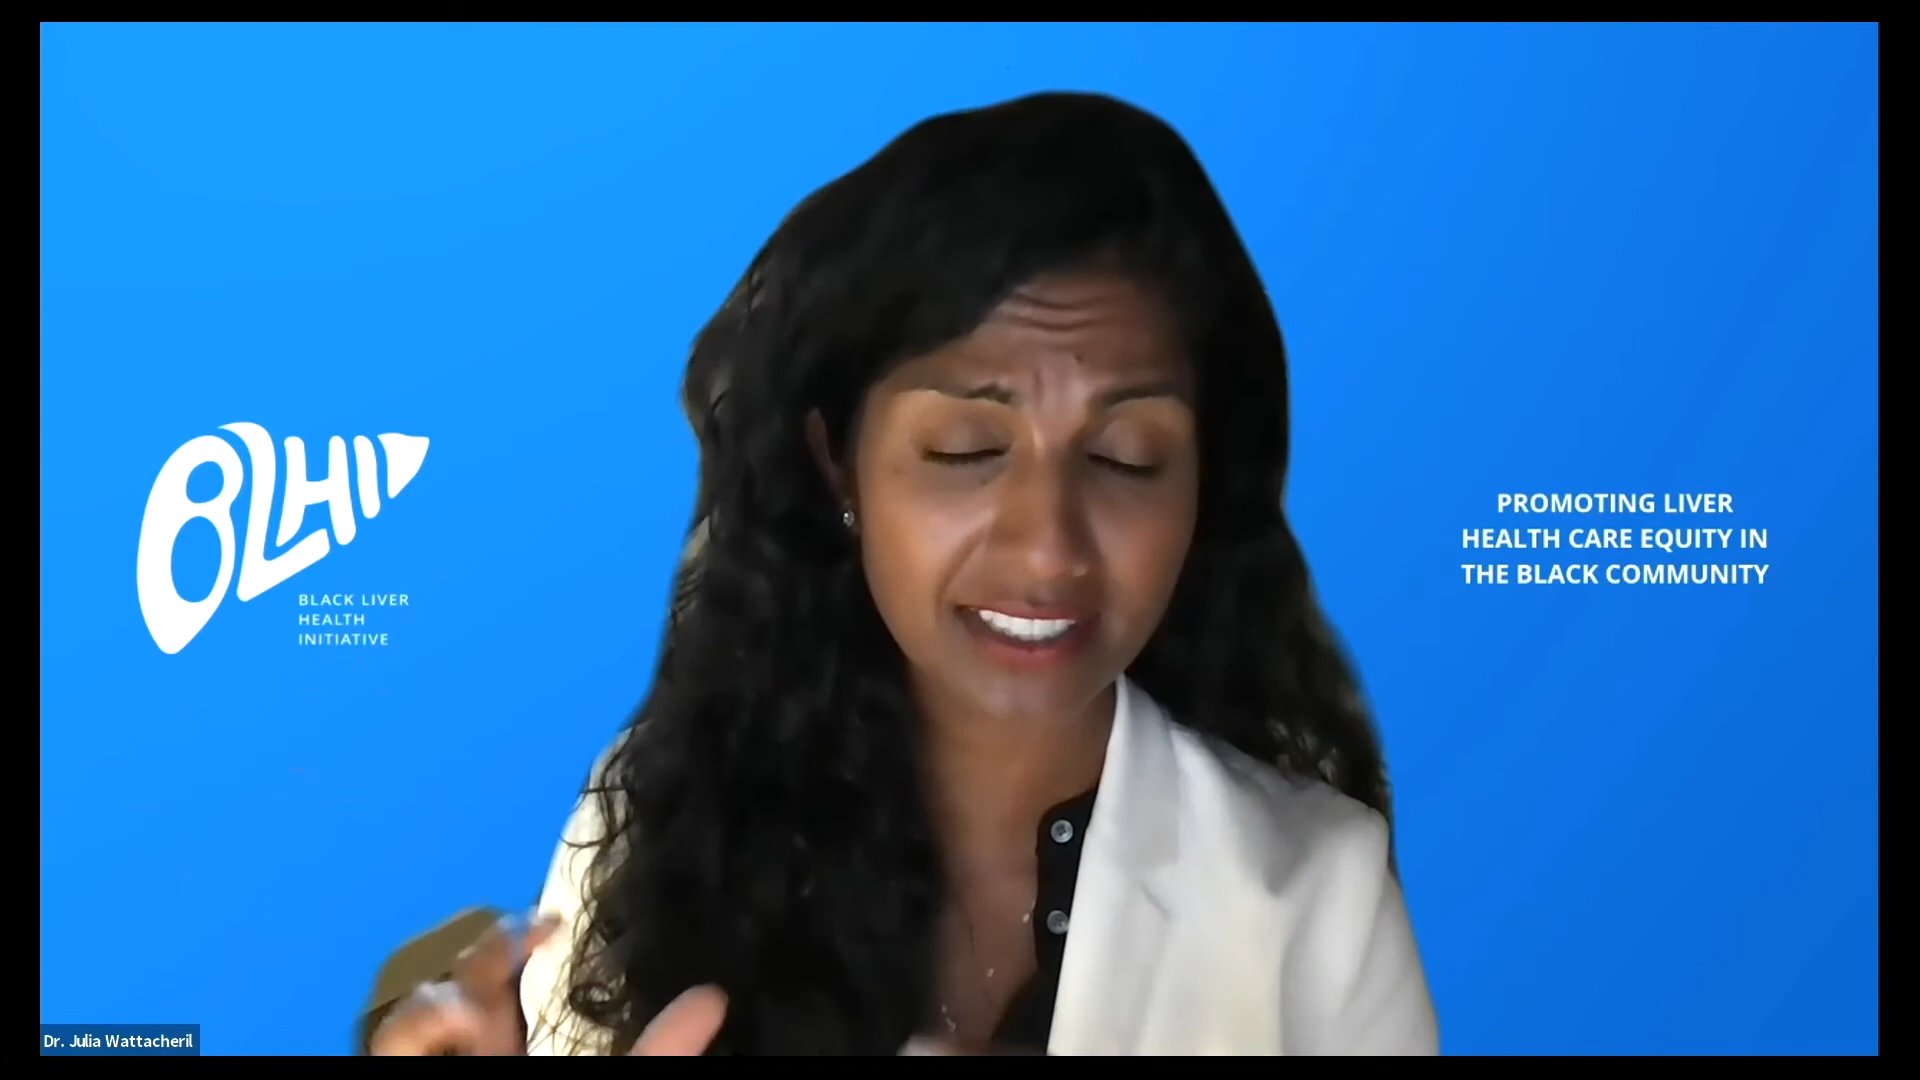 BLHI
BLACK LIVER
HEALTH
INITIATIVE
PROMOTING LIVER
HEALTH CARE EQUITY IN
THE BLACK COMMUNITY
Dr. Julia Wattacheril